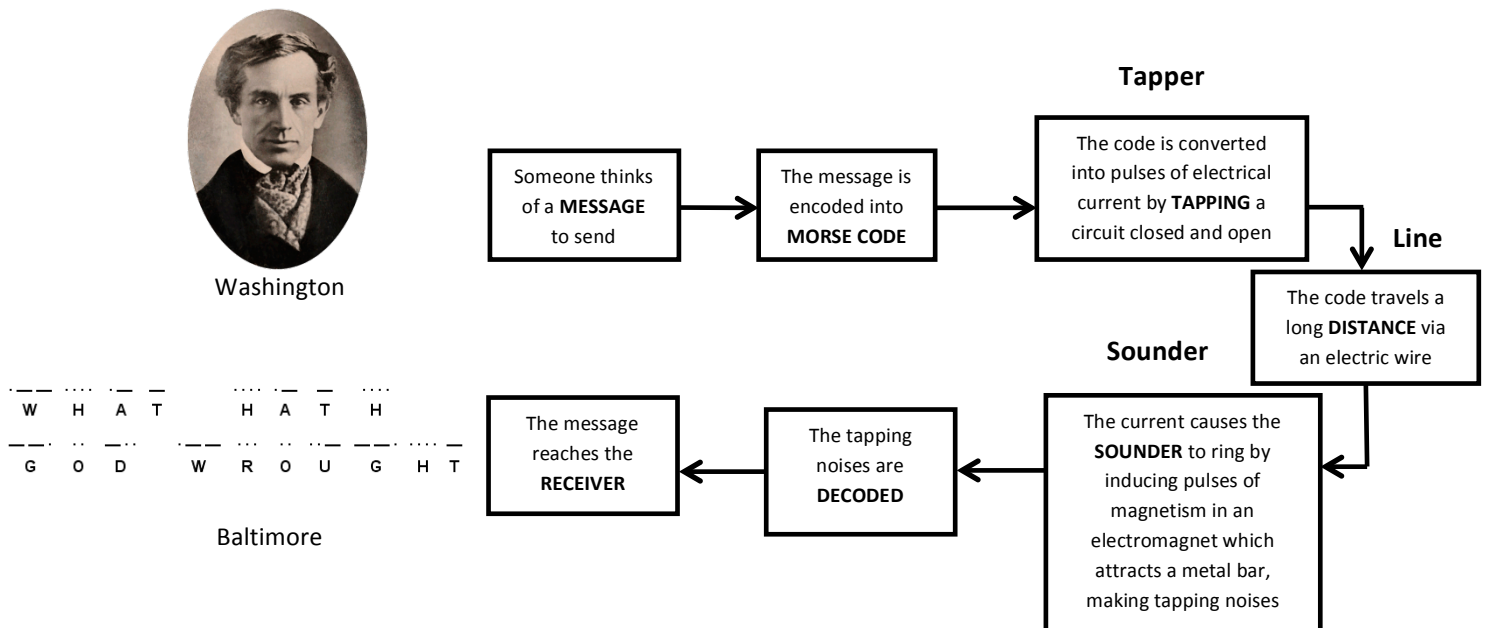 Washington
Someone thinks
of a MESSAGE
to send
The message is
encoded into
MORSE CODE
Tapper
The code is converted
into pulses of electrical
current by TAPPING a
circuit closed and open
Line
The code travels a
long DISTANCE via
an electric wire
Sounder
The current causes the
SOUNDER to ring by
inducing pulses of
magnetism in an
electromagnet which
attracts a metal bar,
making tapping noises
The tapping
noises are
DECODED
The message
reaches the
RECEIVER
W H A T H A T H
G O D W R O U G H T
Baltimore